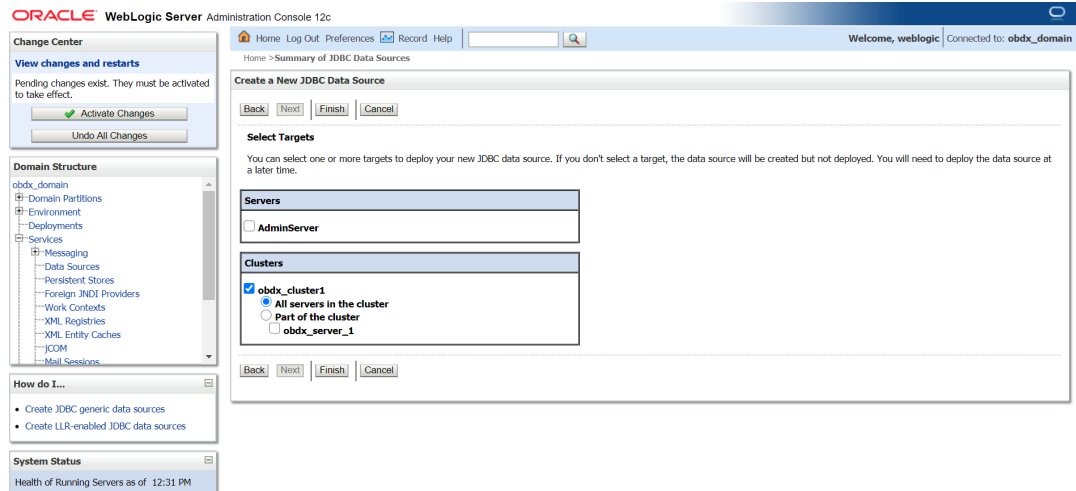 ORACLE WebLogic Server Administration Console 12c
Change Center
View changes and restarts
Pending changes exist. They must be activated
to take effect.
Activate Changes
Undo All Changes
Domain Structure
obdx_domain
Domain Partitions
Environment
Deployments
Services
Messaging
Data Sources
Persistent Stores
Foreign JNDI Providers
Work Contexts
XML Registries
XML Entity Caches
jCOM
Mail Sessions
How do I...
Create JDBC generic data sources
Create LLR-enabled JDBC data sources
System Status
Health of Running Servers as of 12:31 PM
Home Log Out Preferences Record Help
Welcome, weblogic Connected to: obdx_domain
Home >Summary of JDBC Data Sources
Create a New JDBC Data Source
Back Next Finish Cancel
Select Targets
You can select one or more targets to deploy your new JDBC data source. If you don't select a target, the data source will be created but not deployed. You will need to deploy the data source at
a later time.
Servers
AdminServer
Clusters
obdx_cluster1
All servers in the cluster
Part of the cluster
obdx_server_1
Back Next Finish Cancel